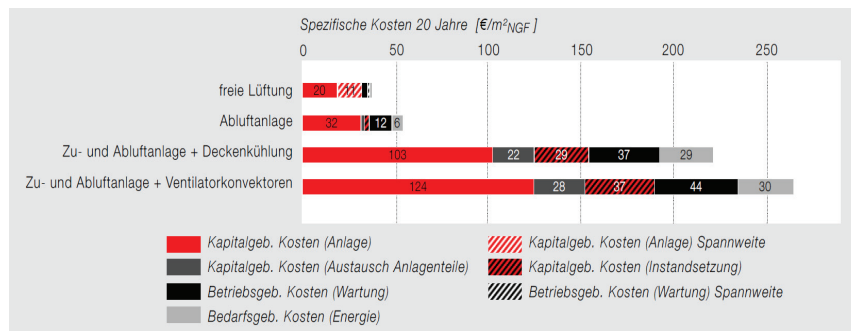 Spezifische Kosten 20 Jahre [€/m²NGF ]
0 50 100 150 200 250
freie Lüftung 20 11
Abluftanlage 32 12 6
Zu- und Abluftanlage + Deckenkühlung 103 22 29 37 29
Zu- und Abluftanlage + Ventilatorkonvektoren 124 28 37 44 30
Kapitalgeb. Kosten (Anlage) Kapitalgeb. Kosten (Anlage) Spannweite
Kapitalgeb. Kosten (Austausch Anlagenteile) Kapitalgeb. Kosten (Instandsetzung)
Betriebsgeb. Kosten (Wartung) Betriebsgeb. Kosten (Wartung) Spannweite
Bedarfsgeb. Kosten (Energie)